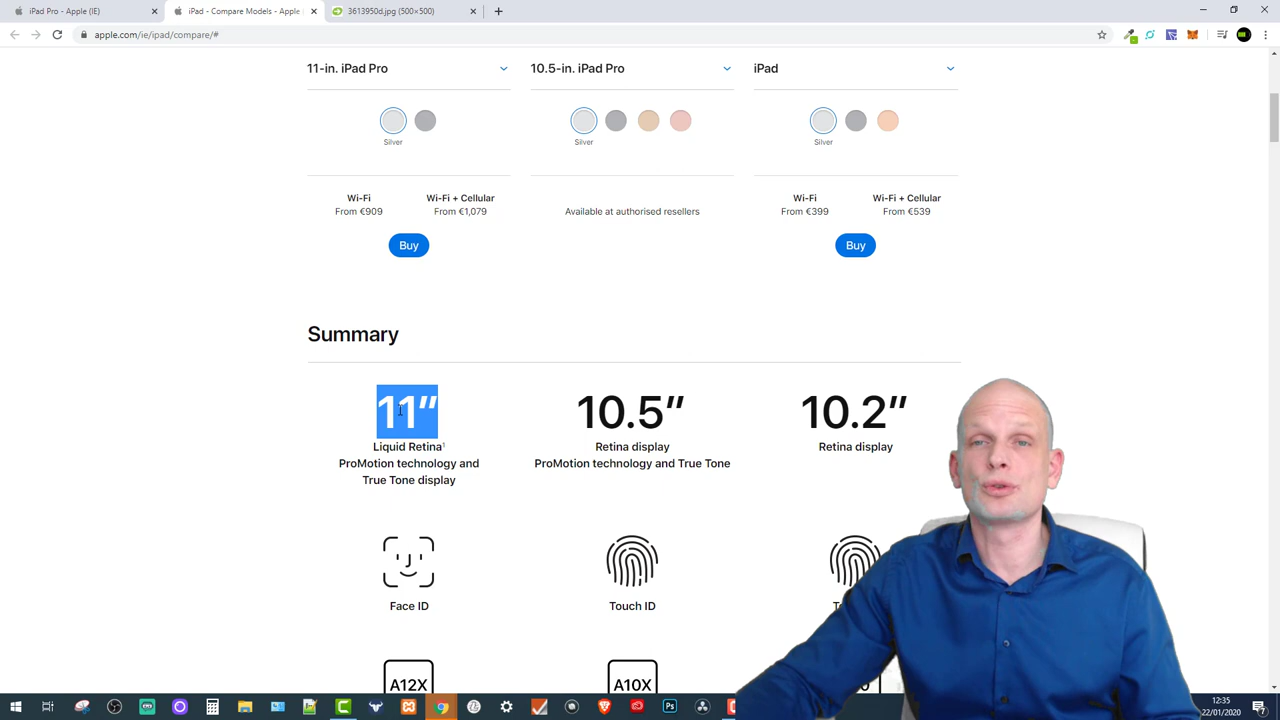 iPad Pro - Apple (IE)
iPad - Compare Models - Apple
3613950d.jpg (500×500)
apple.com/ie/ipad/compare/#
11-in. iPad Pro
10.5-in. iPad Pro
iPad
Silver
Silver
Silver
Wi-Fi
From €909
Wi-Fi + Cellular
From €1,079
Available at authorised resellers
Wi-Fi
From €399
Wi-Fi + Cellular
From €539
Buy
Buy
Summary
11″
Liquid Retina¹
ProMotion technology and
True Tone display
10.5″
Retina display
ProMotion technology and True Tone
10.2″
Retina display
Face ID
Touch ID
A12X
A10X
12:35
22/01/2020